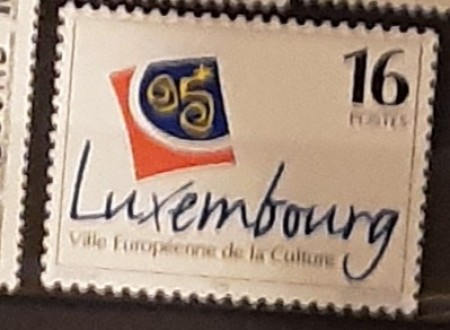 16
POSTES
95
Luxembourg
Ville Européenne de la Culture